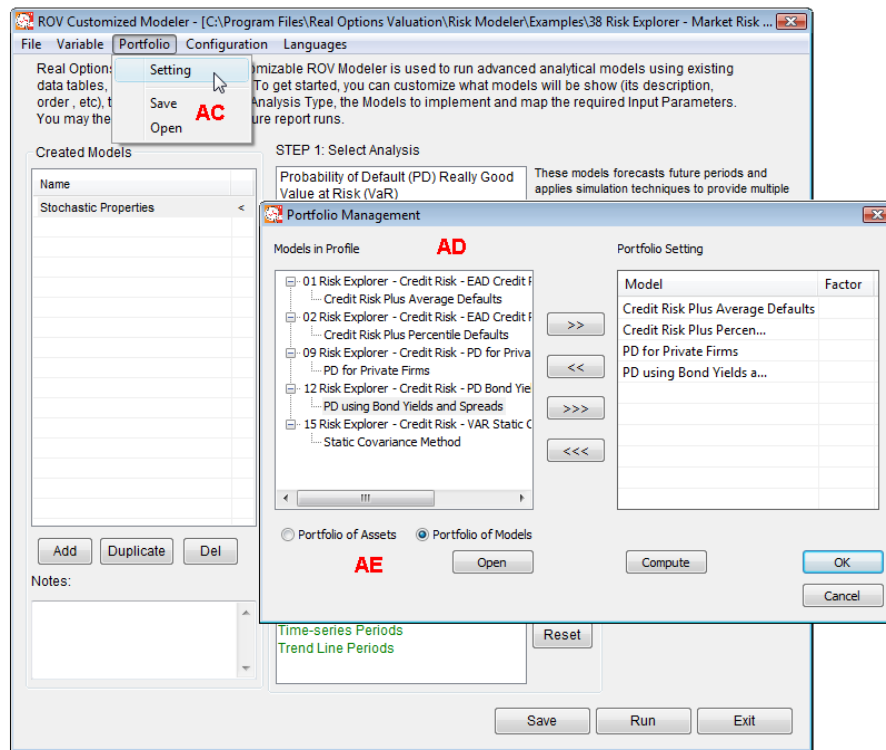 ROV Customized Modeler - [C:\Program Files\Real Options Valuation\Risk Modeler\Examples\38 Risk Explorer - Market Risk ...
File Variable Portfolio Configuration Languages
Setting
Save
Open
AC
Real Option
mizable ROV Modeler is used to run advanced analytical models using existing
data tables,
To get started, you can customize what models will be show (its description,
order , etc), t
Analysis Type, the Models to implement and map the required Input Parameters.
You may the
ure report runs.
Created Models
Name
Stochastic Properties <
Add Duplicate Del
Notes:
STEP 1: Select Analysis
Probability of Default (PD) Really Good
Value at Risk (VaR)
These models forecasts future periods and
applies simulation techniques to provide multiple
Portfolio Management
Models in Profile
AD
Portfolio Setting
01 Risk Explorer - Credit Risk - EAD Credit
Credit Risk Plus Average Defaults
02 Risk Explorer - Credit Risk - EAD Credit
Credit Risk Plus Percentile Defaults
09 Risk Explorer - Credit Risk - PD for Priva
PD for Private Firms
12 Risk Explorer - Credit Risk - PD Bond Yie
PD using Bond Yields and Spreads
15 Risk Explorer - Credit Risk - VAR Static
Static Covariance Method
>>
<<
>>>
<<<
Model Factor
Credit Risk Plus Average Defaults
Credit Risk Plus Percen...
PD for Private Firms
PD using Bond Yields a...
Portfolio of Assets Portfolio of Models
AE
Open Compute OK
Cancel
Time-series Periods
Trend Line Periods
Reset
Save Run Exit